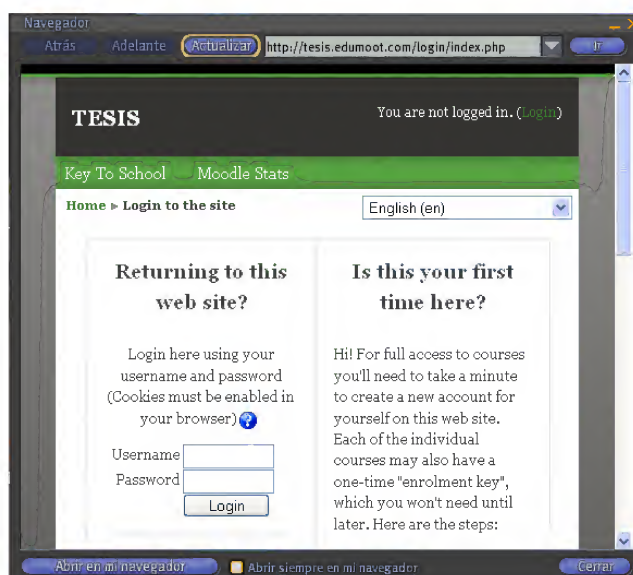 Navegador
Atrás Adelante Actualizar http://tesis.edumoot.com/login/index.php Ir
TESIS You are not logged in. (Login)
Key To School Moodle Stats
Home ► Login to the site English (en)
Returning to this
web site?
Login here using your
username and password
(Cookies must be enabled in
your browser) ?
Username
Password
Login
Is this your first
time here?
Hi! For full access to courses
you'll need to take a minute
to create a new account for
yourself on this web site.
Each of the individual
courses may also have a
one-time "enrolment key",
which you won't need until
later. Here are the steps:
Abrir en mi navegador Abrir siempre en mi navegador Cerrar